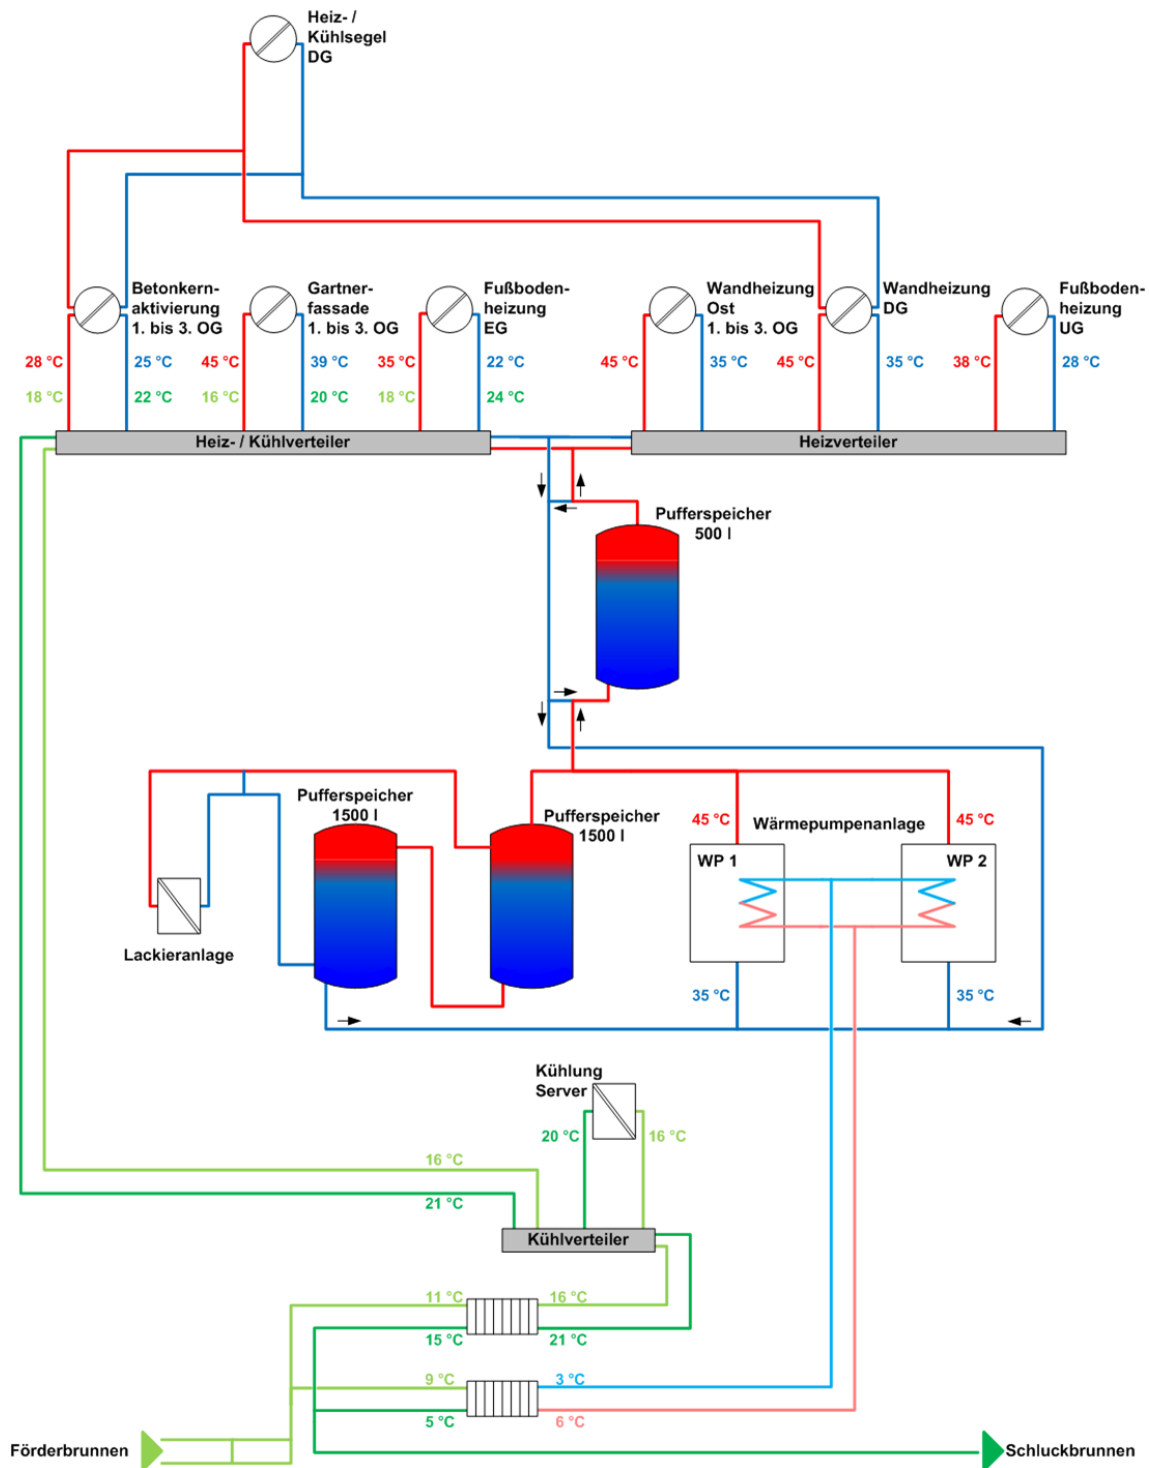 Heiz- /
Kühlsegel
DG
Betonkern-
aktivierung
1. bis 3. OG
Gartner-
fassade
1. bis 3. OG
Fußboden-
heizung
EG
Wandheizung
Ost
1. bis 3. OG
Wandheizung
DG
Fußboden-
heizung
UG
28 °C 25 °C 45 °C 39 °C 35 °C 22 °C 45 °C 35 °C 45 °C 35 °C 38 °C 28 °C
18 °C 22 °C 16 °C 20 °C 18 °C 24 °C
Heiz- / Kühlverteiler
Heizverteiler
Pufferspeicher
500 l
Pufferspeicher
1500 l
Pufferspeicher
1500 l
45 °C
Wärmepumpenanlage
45 °C
WP 1
WP 2
Lackieranlage
35 °C
35 °C
Kühlung
Server
20 °C
16 °C
16 °C
21 °C
Kühlverteiler
11 °C
16 °C
15 °C
21 °C
9 °C
3 °C
5 °C
6 °C
Förderbrunnen
Schluckbrunnen